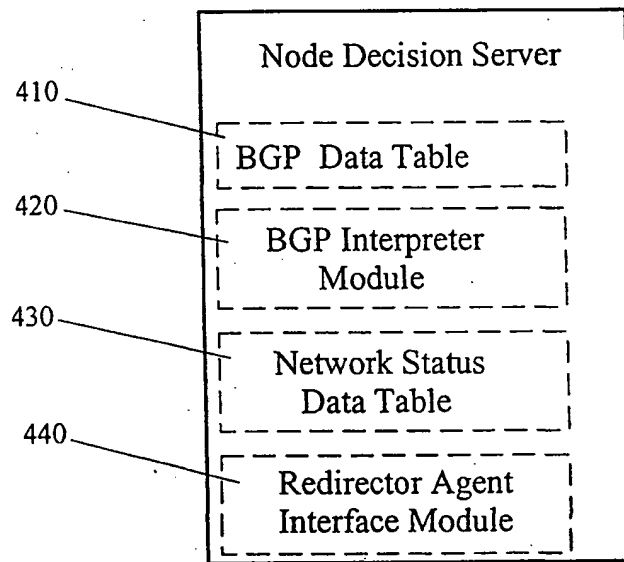 Node Decision Server
410
BGP Data Table
420
BGP Interpreter
Module
430
Network Status
Data Table
440
Redirector Agent
Interface Module